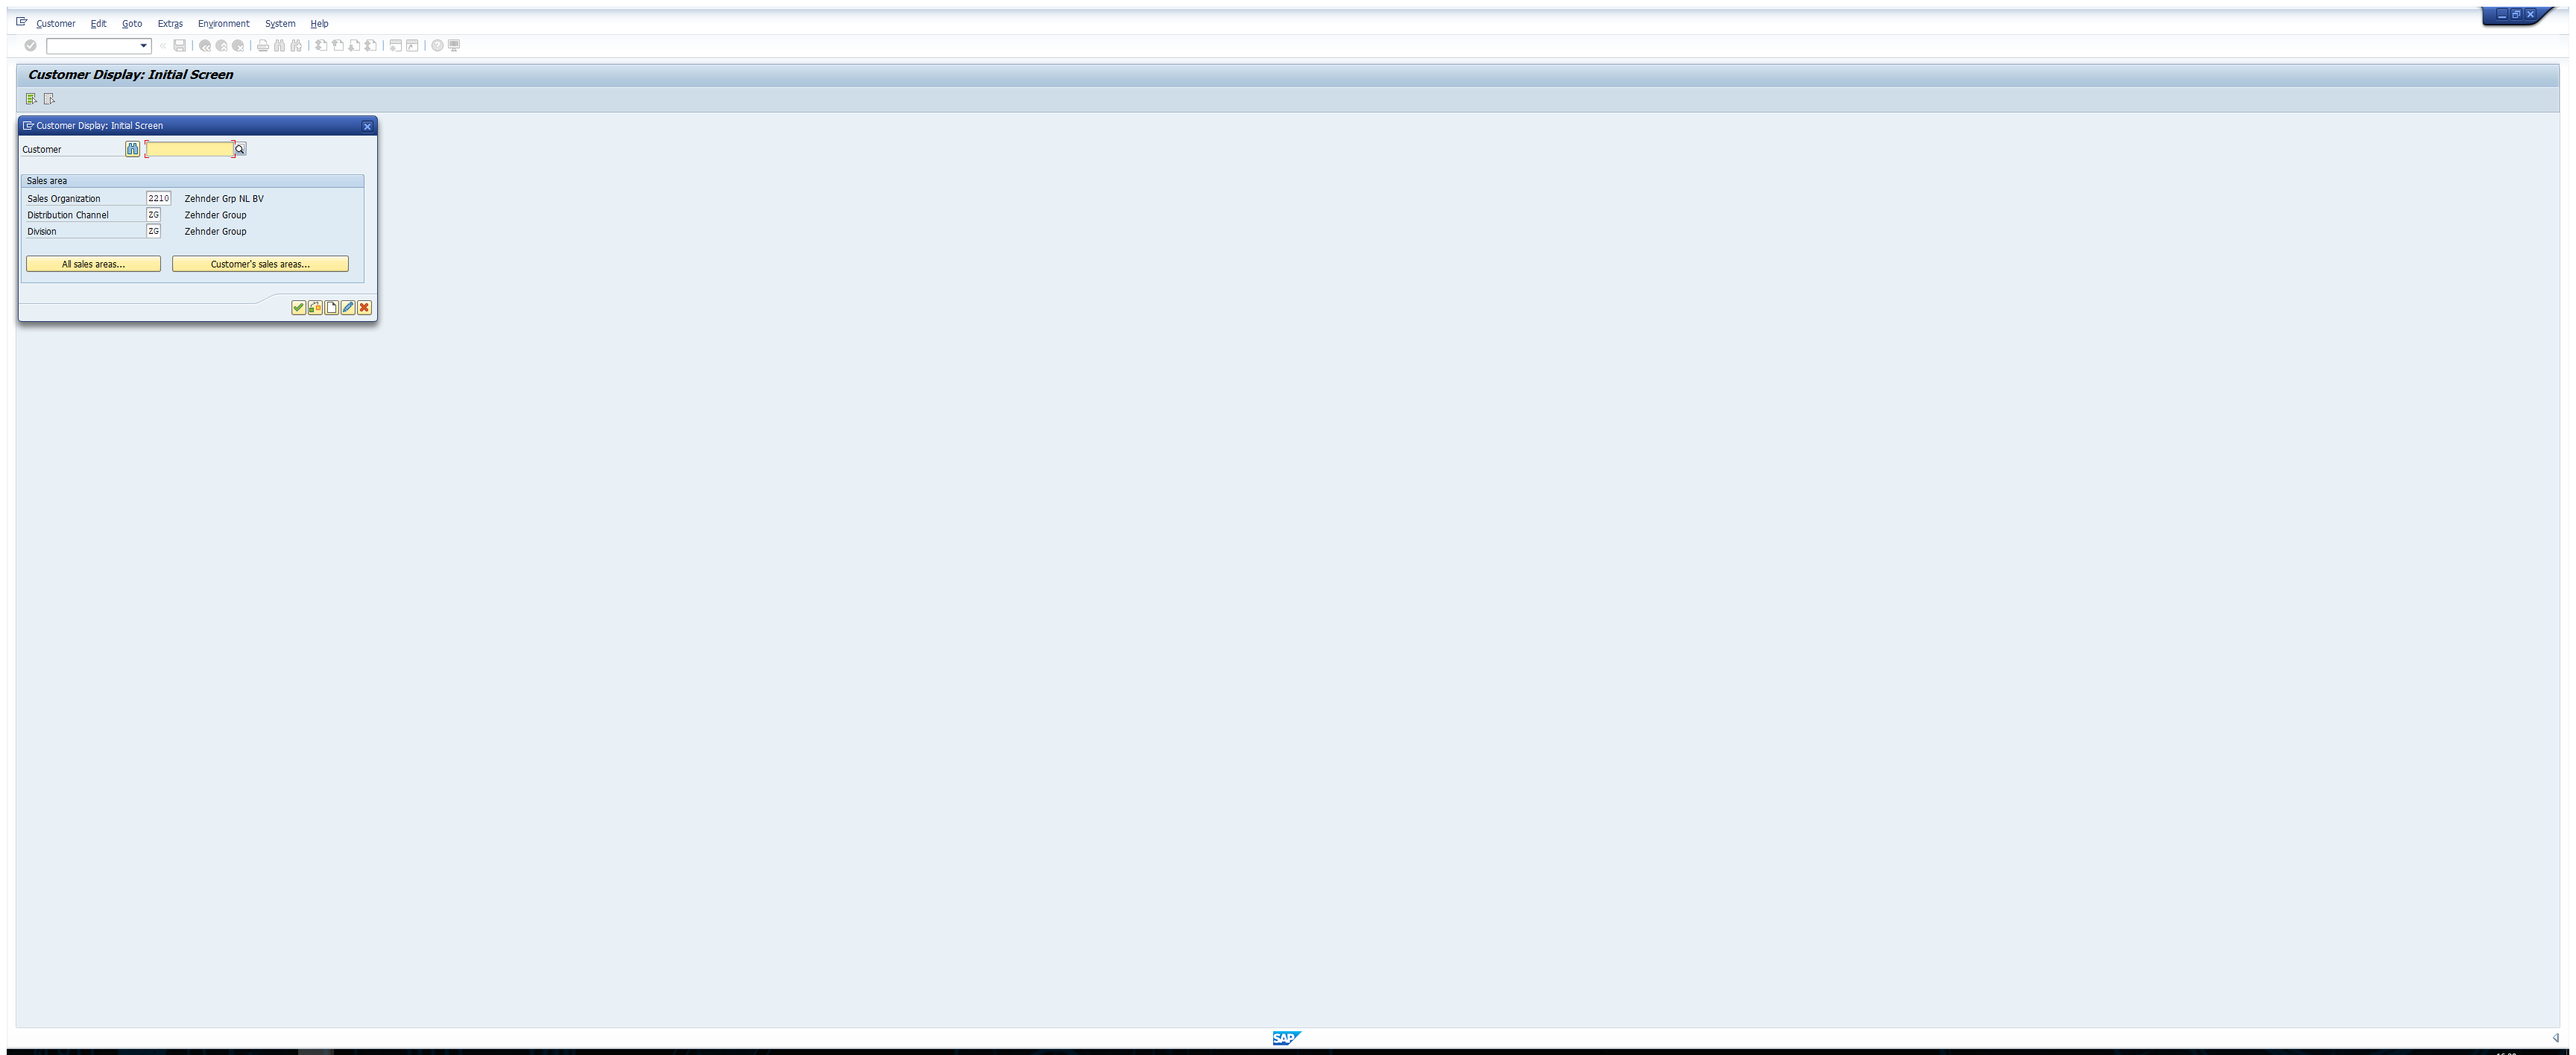 Customer Edit Goto Extras Environment System Help
Customer Display: Initial Screen
Customer Display: Initial Screen
Customer
Sales area
Sales Organization 2210 Zehnder Grp NL BV
Distribution Channel ZG Zehnder Group
Division ZG Zehnder Group
All sales areas... Customer's sales areas...
SAP